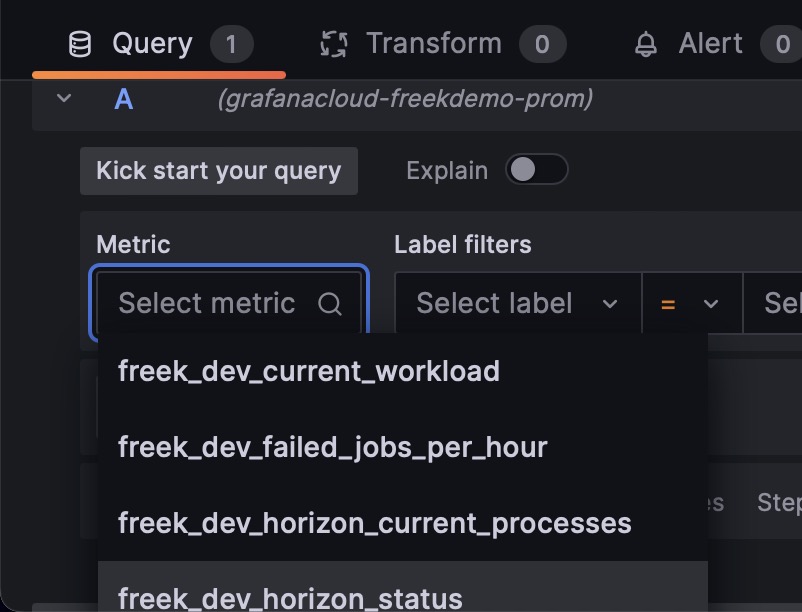 Query 1 Transform 0 Alert 0
A (grafanacloud-freekdemo-prom)
Kick start your query Explain
Metric Label filters
Select metric Select label = Sel
freek_dev_current_workload
freek_dev_failed_jobs_per_hour
es Step
freek_dev_horizon_current_processes
freek_dev_horizon_status